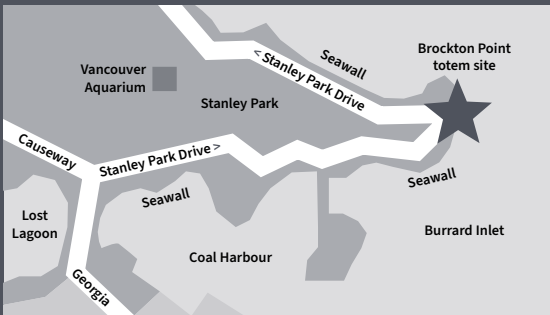 Brockton Point
totem site
Seawall
< Stanley Park Drive
Vancouver
Aquarium
Stanley Park
Causeway
Stanley Park Drive >
Seawall
Seawall
Lost
Lagoon
Burrard Inlet
Coal Harbour
Georgia